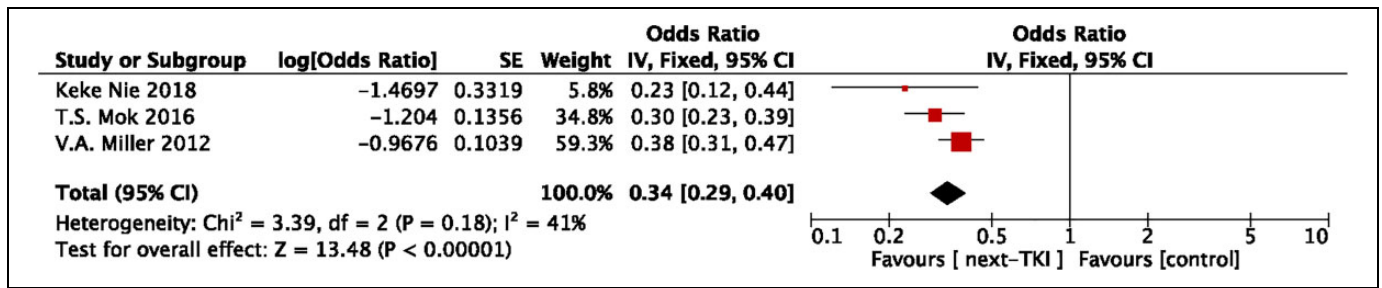 Odds Ratio Odds Ratio
Study or Subgroup log[Odds Ratio] SE Weight IV, Fixed, 95% CI IV, Fixed, 95% CI
Keke Nie 2018 −1.4697 0.3319 5.8% 0.23 [0.12, 0.44]
T.S. Mok 2016 −1.204 0.1356 34.8% 0.30 [0.23, 0.39]
V.A. Miller 2012 −0.9676 0.1039 59.3% 0.38 [0.31, 0.47]
Total (95% CI) 100.0% 0.34 [0.29, 0.40]
Heterogeneity: Chi² = 3.39, df = 2 (P = 0.18); I² = 41%
Test for overall effect: Z = 13.48 (P < 0.00001)
0.1 0.2 0.5 1 2 5 10
Favours [ next−TKI ] Favours [control]